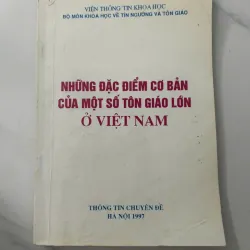 VIỆN THÔNG TIN KHOA HỌC
BỘ MÔN KHOA HỌC VỀ TÍN NGƯỠNG VÀ TÔN GIÁO
NHỮNG ĐẶC ĐIỂM CƠ BẢN
CỦA MỘT SỐ TÔN GIÁO LỚN
Ở VIỆT NAM
THÔNG TIN CHUYÊN ĐỀ
HÀ NỘI 1997